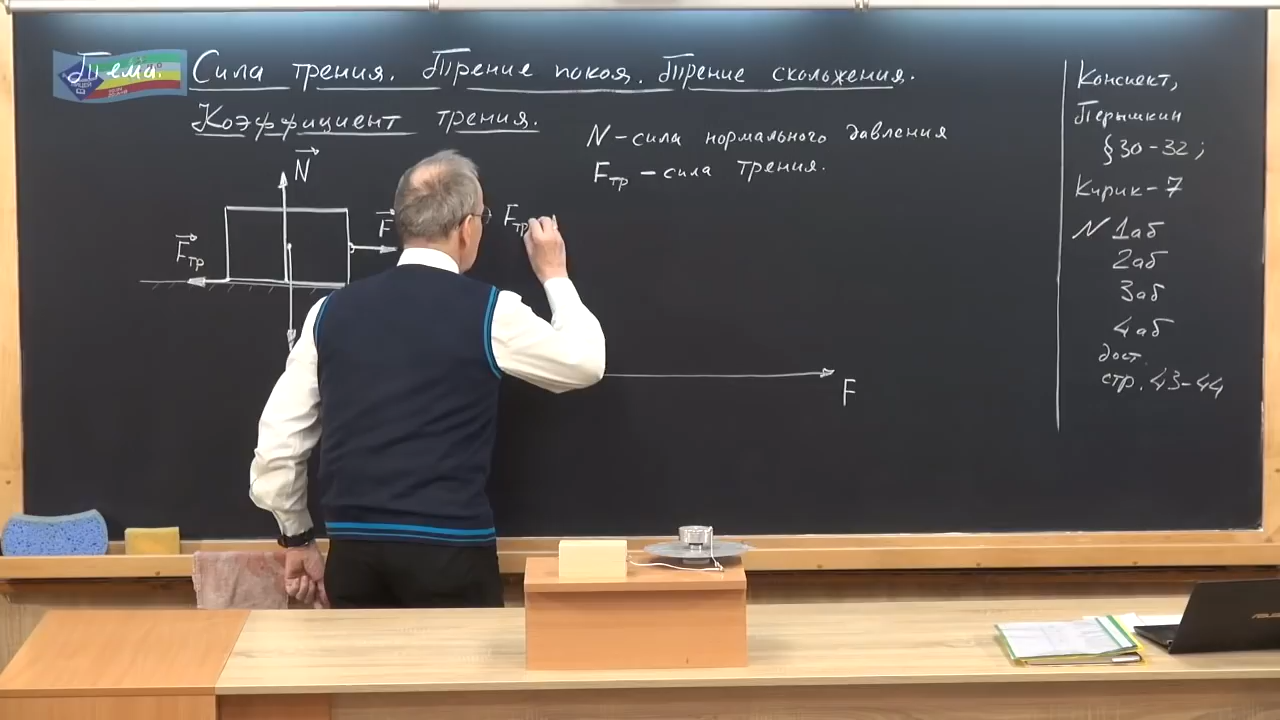 Тема. Сила трения. Трение покоя. Трение скольжения.
Коэффициент трения.
N - сила нормального давления
Fтр - сила трения.
N
F
Fтр
Fтр
F
Конспект,
Перышкин
§30-32;
Кирик-7
N 1аб
2аб
3аб
4аб
дост.
стр. 43-44
ASUS